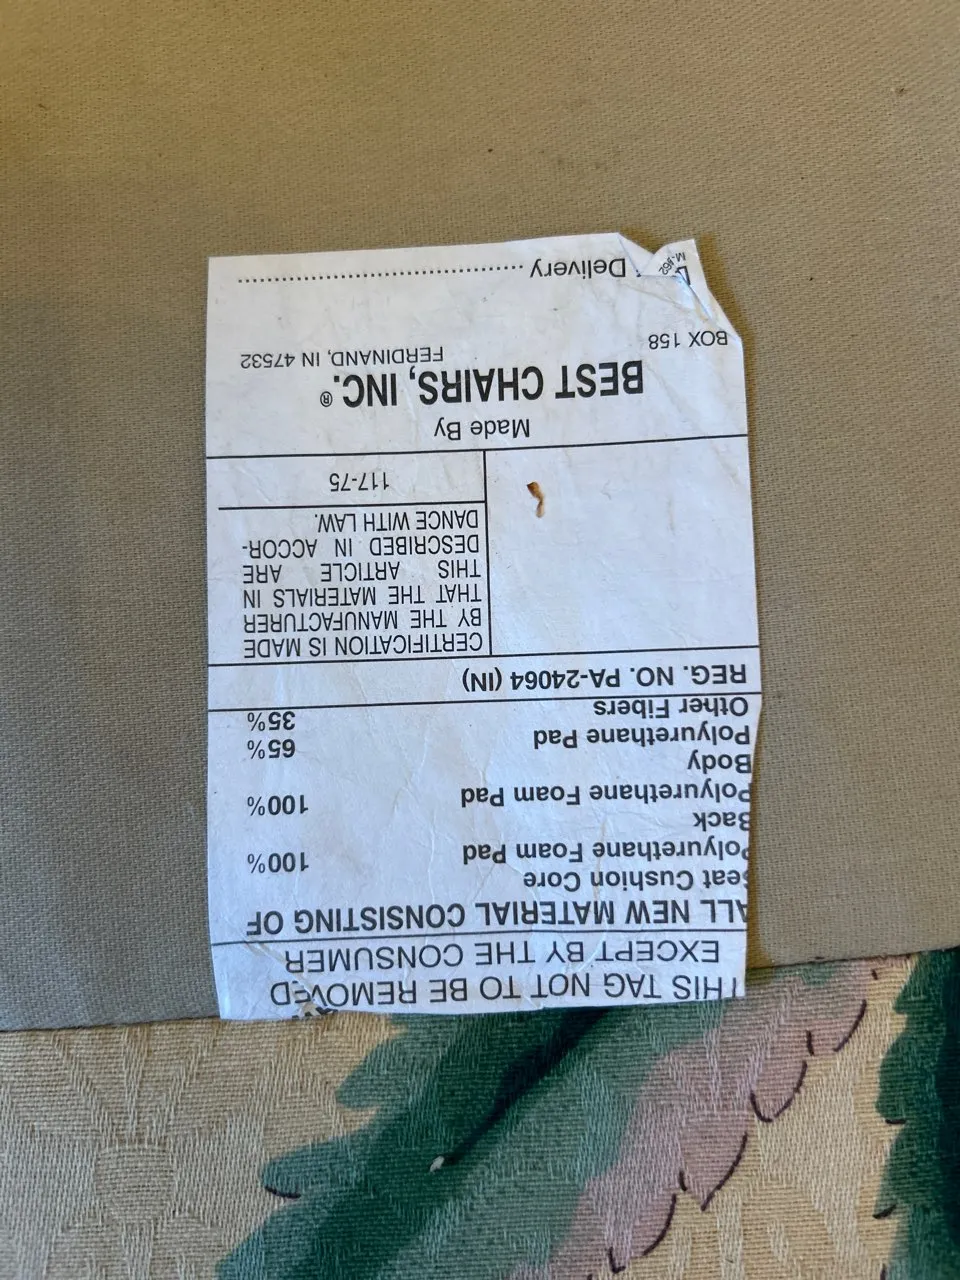 THIS TAG NOT TO BE REMOVED
EXCEPT BY THE CONSUMER
ALL NEW MATERIAL CONSISTING OF
Seat Cushion Core
Polyurethane Foam Pad 100%
Back
Polyurethane Foam Pad 100%
Body
Polyurethane Pad 65%
Other Fibers 35%
REG. NO. PA-24064 (IN)
CERTIFICATION IS MADE
BY THE MANUFACTURER
THAT THE MATERIALS IN
THIS ARTICLE ARE
DESCRIBED IN ACCOR-
DANCE WITH LAW.
117-75
Made By
BEST CHAIRS, INC.®
BOX 158 FERDINAND, IN 47532
Delivery ........................................